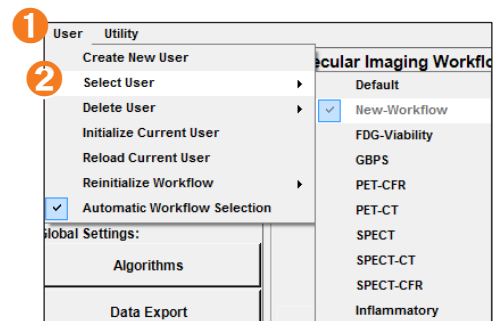 1
User Utility
Create New User
ecular Imaging Workflo
2
Select User
Default
Delete User
New-Workflow
Initialize Current User
FDG-Viability
Reload Current User
GBPS
Reinitialize Workflow
PET-CFR
Automatic Workflow Selection
PET-CT
Global Settings:
SPECT
Algorithms
SPECT-CT
SPECT-CFR
Data Export
Inflammatory